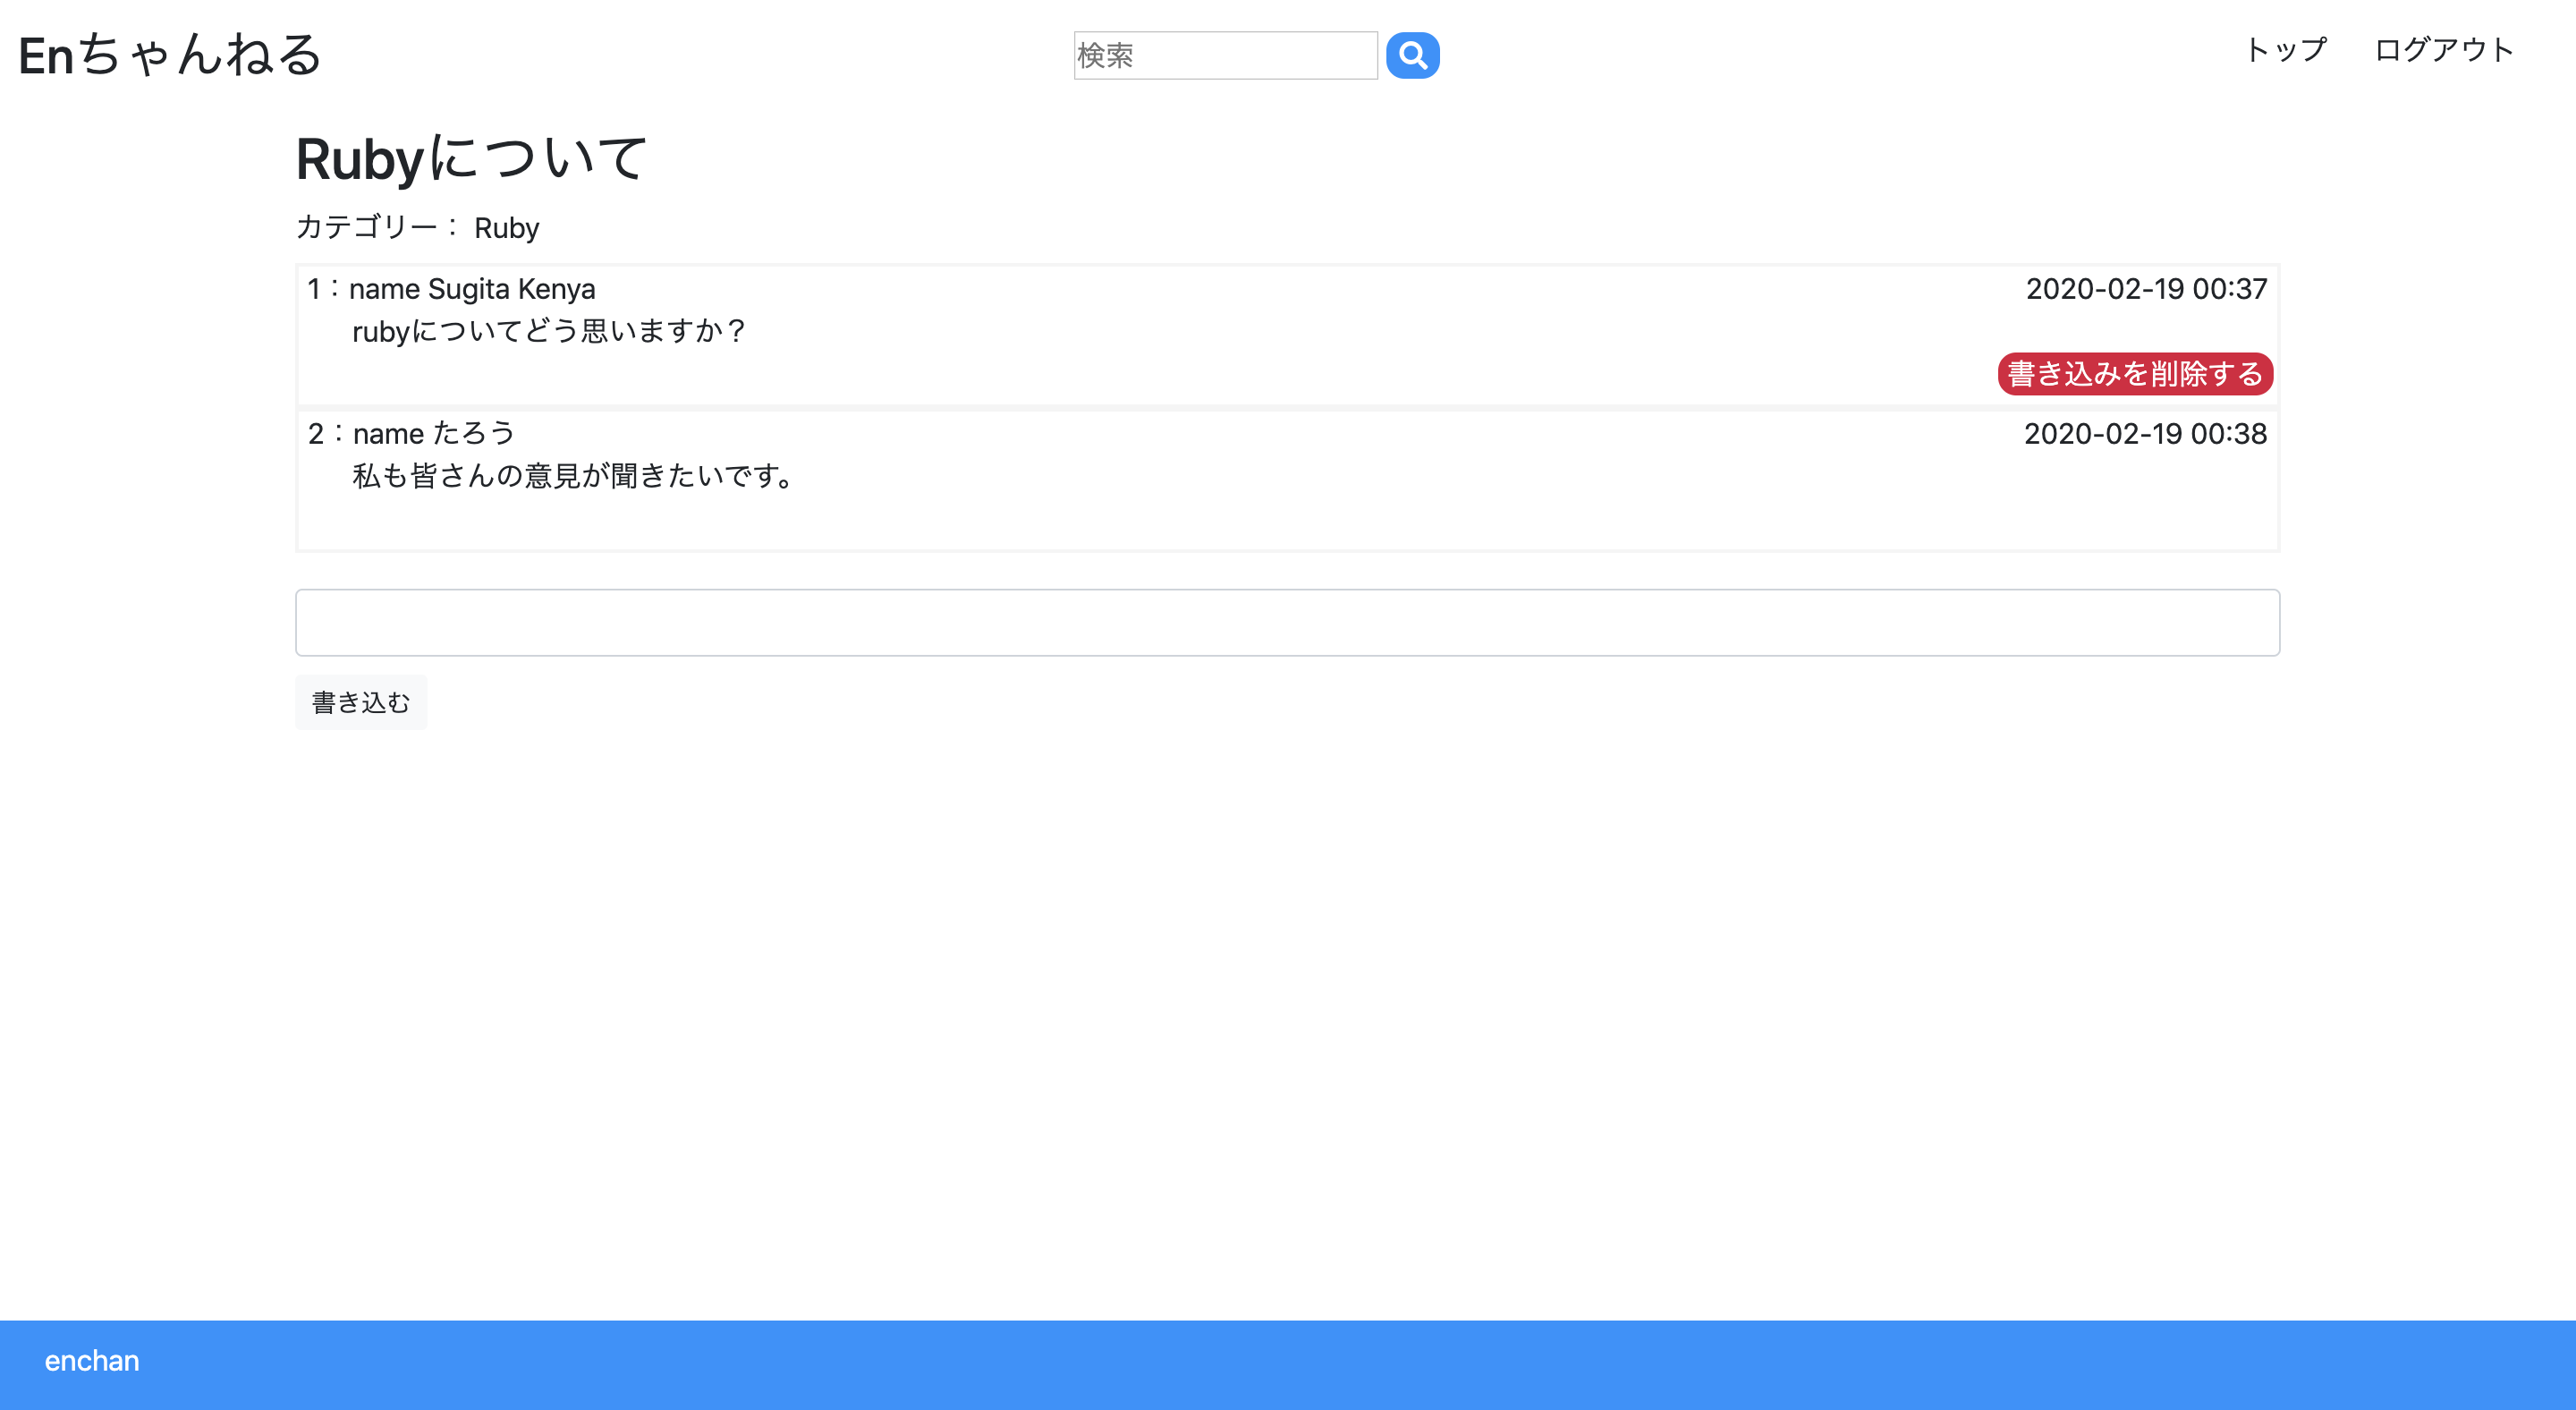 Enちゃんねる
検索
トップ ログアウト
Rubyについて
カテゴリー： Ruby
1：name Sugita Kenya 2020-02-19 00:37
rubyについてどう思いますか？
書き込みを削除する
2：name たろう 2020-02-19 00:38
私も皆さんの意見が聞きたいです。
書き込む
enchan